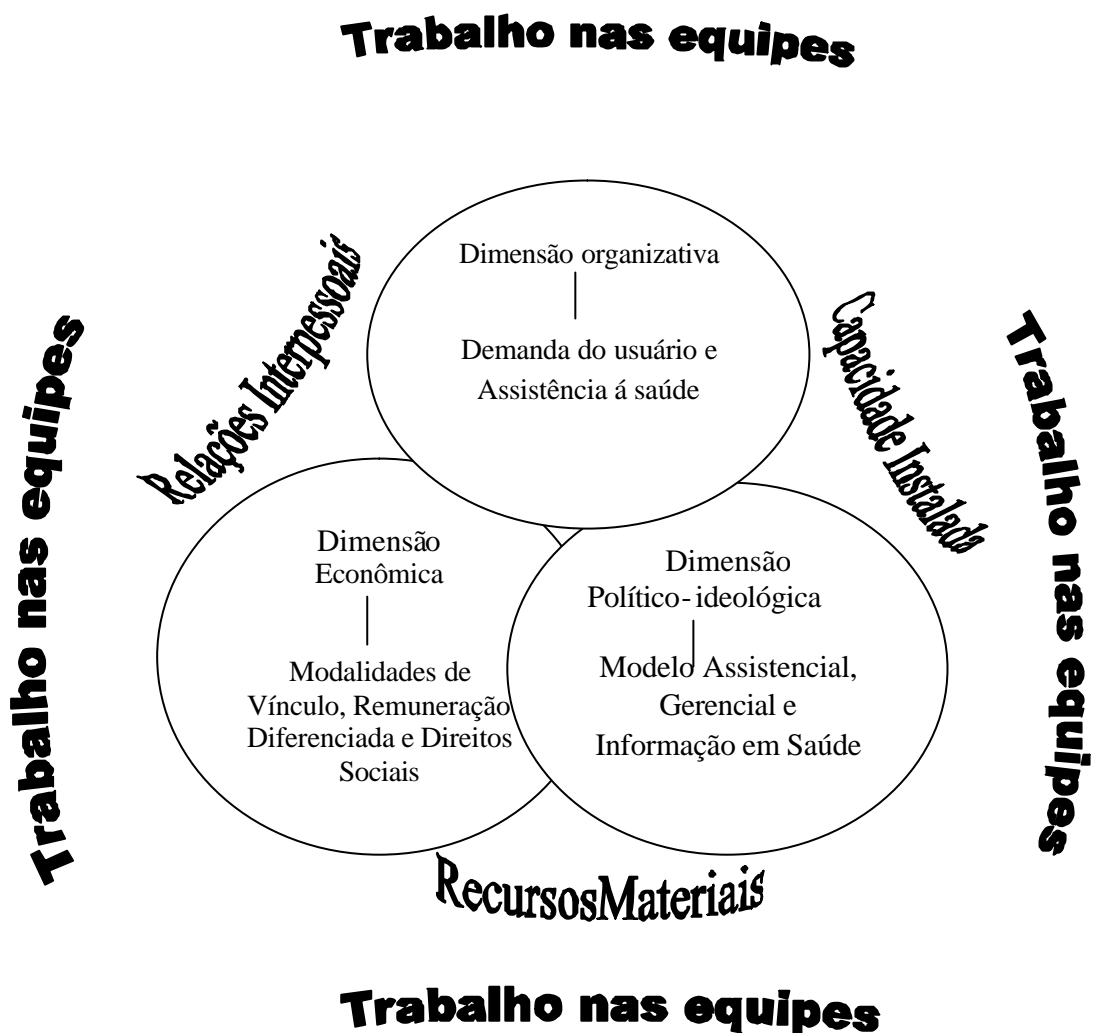 Trabalho nas equipes
Relações Interpessoais
Capacidade Instalada
Trabalho nas equipes
Trabalho nas equipes
Dimensão organizativa
Demanda do usuário e
Assistência á saúde
Dimensão
Econômica
Modalidades de
Vínculo, Remuneração
Diferenciada e Direitos
Sociais
Dimensão
Político-ideológica
Modelo Assistencial,
Gerencial e
Informação em Saúde
RecursosMateriais
Trabalho nas equipes